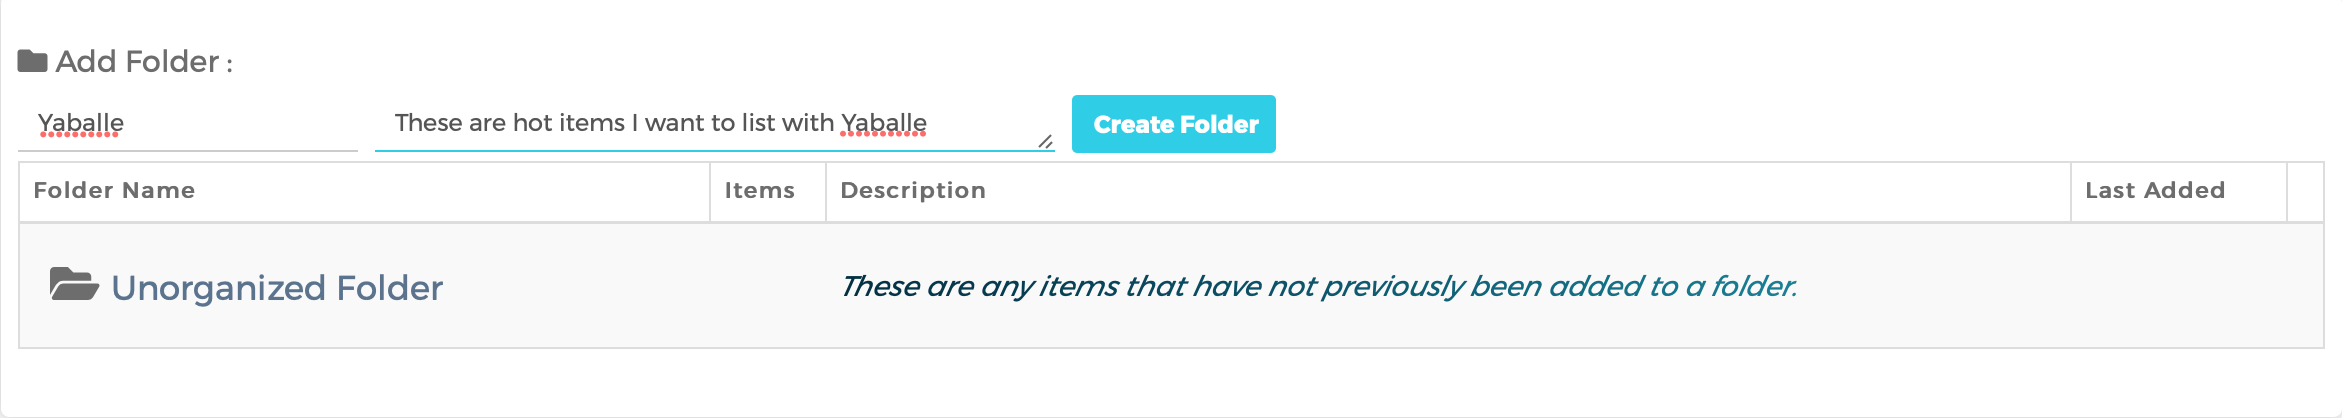 Add Folder :
Yaballe
These are hot items I want to list with Yaballe
Create Folder
Folder Name Items Description Last Added
Unorganized Folder These are any items that have not previously been added to a folder.